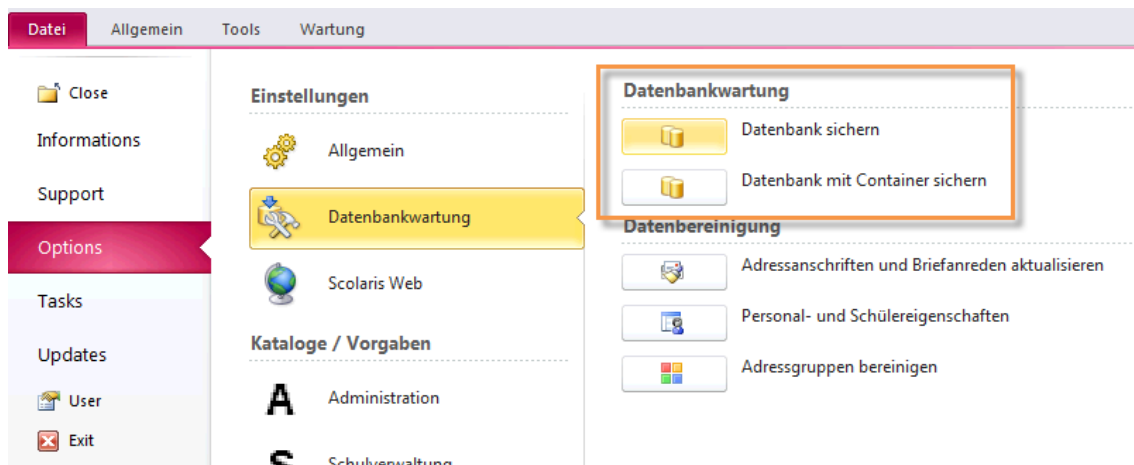 Datei Allgemein Tools Wartung
Close
Informations
Support
Options
Tasks
Updates
User
Exit
Einstellungen
Allgemein
Datenbankwartung
Scolaris Web
Kataloge / Vorgaben
A Administration
S Schulverwaltung
Datenbankwartung
Datenbank sichern
Datenbank mit Container sichern
Datenbereinigung
Adressanschriften und Briefanreden aktualisieren
Personal- und Schülereigenschaften
Adressgruppen bereinigen